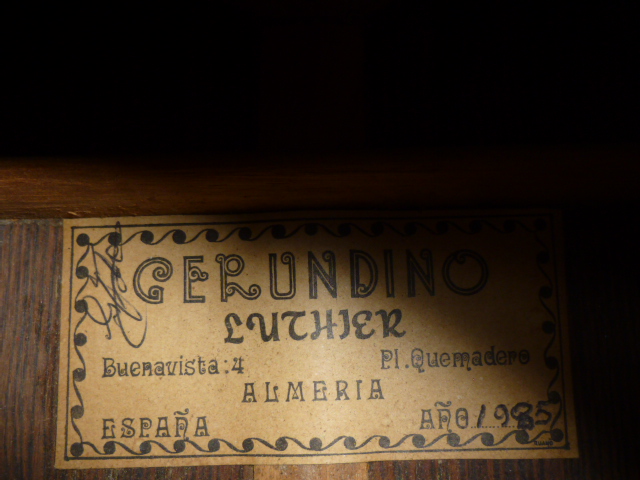 GERUNDINO
LUTHIER
Buenavista:4 Pl.Quemadero
ALMERIA
ESPAÑA AÑO 1985